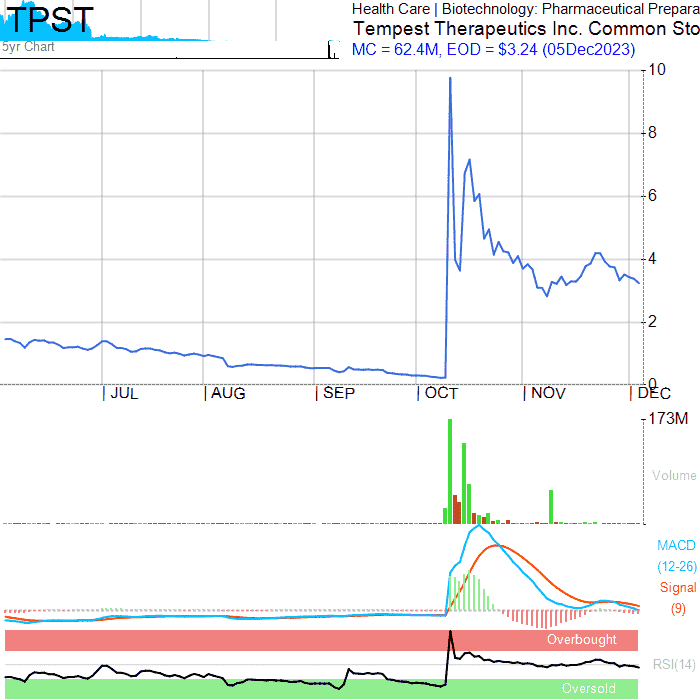 TPST
5yr Chart
Health Care | Biotechnology: Pharmaceutical Prepara
Tempest Therapeutics Inc. Common Sto
MC = 62.4M, EOD = $3.24 (05Dec2023)
10
8
6
4
2
0
JUL
AUG
SEP
OCT
NOV
DEC
173M
Volume
MACD
(12-26)
Signal
(9)
Overbought
RSI(14)
Oversold